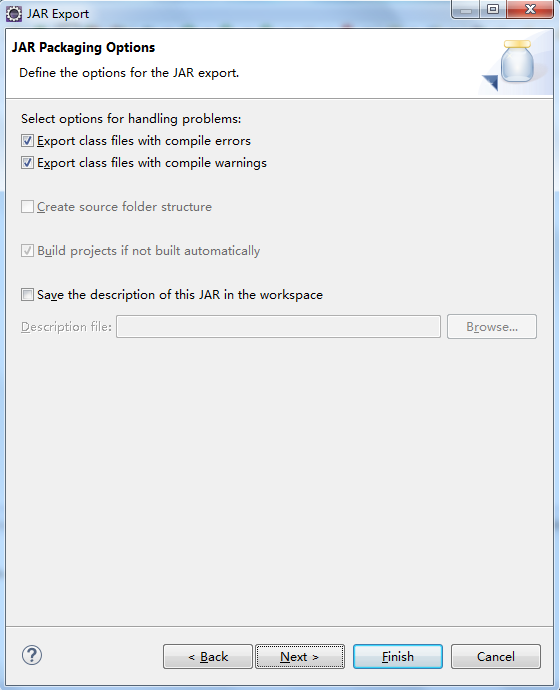 JAR Export
JAR Packaging Options
Define the options for the JAR export.
Select options for handling problems:
Export class files with compile errors
Export class files with compile warnings
Create source folder structure
Build projects if not built automatically
Save the description of this JAR in the workspace
Description file:
Browse...
?
< Back
Next >
Finish
Cancel